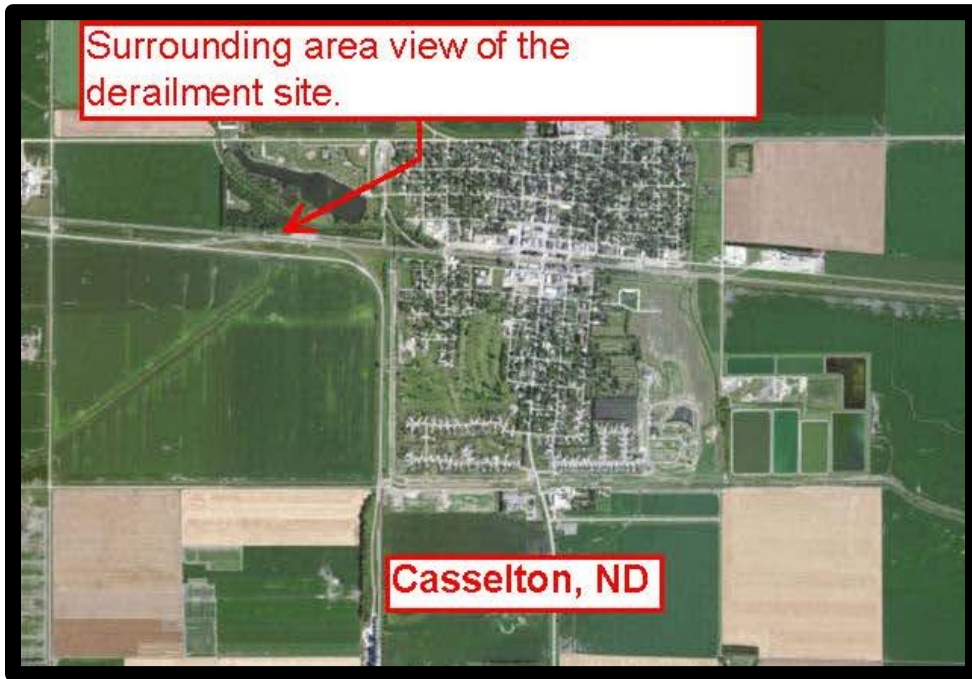 Surrounding area view of the
derailment site.
Casselton, ND